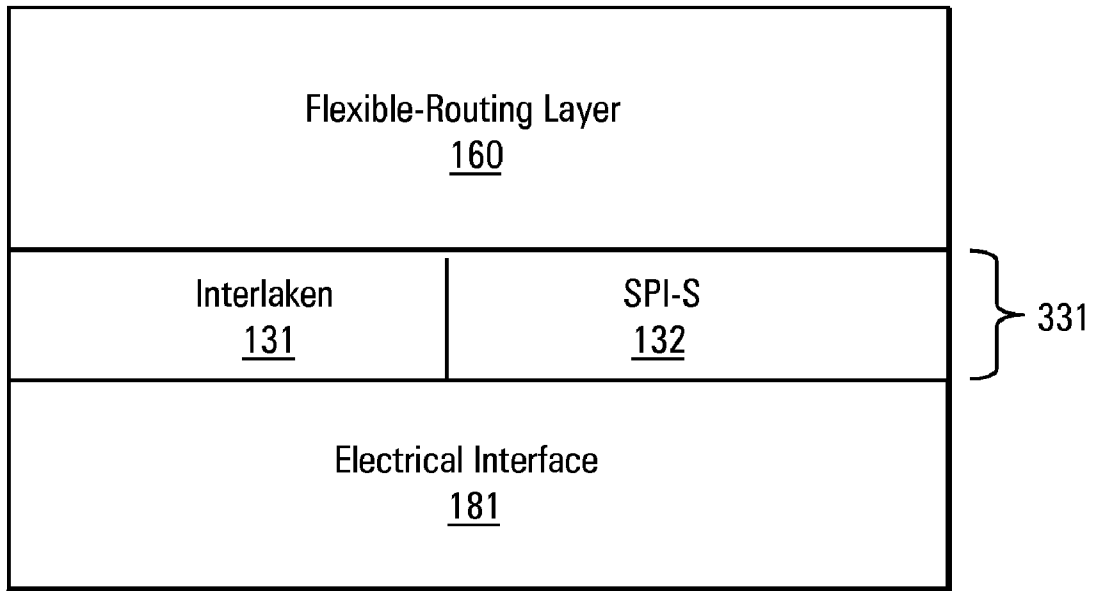 Flexible-Routing Layer
160
Interlaken
131
SPI-S
132
331
Electrical Interface
181